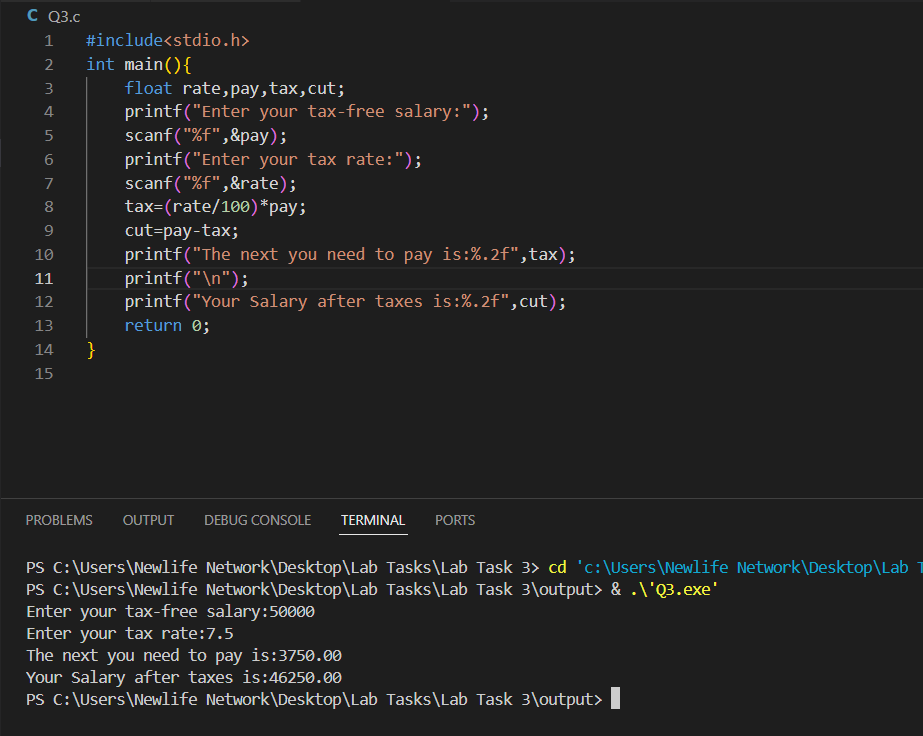 C Q3.c
1 #include<stdio.h>
2 int main(){
3 float rate,pay,tax,cut;
4 printf("Enter your tax-free salary:");
5 scanf("%f",&pay);
6 printf("Enter your tax rate:");
7 scanf("%f",&rate);
8 tax=(rate/100)*pay;
9 cut=pay-tax;
10 printf("The next you need to pay is:%.2f",tax);
11 printf("\n");
12 printf("Your Salary after taxes is:%.2f",cut);
13 return 0;
14 }
15
PROBLEMS OUTPUT DEBUG CONSOLE TERMINAL PORTS
PS C:\Users\Newlife Network\Desktop\Lab Tasks\Lab Task 3> cd 'c:\Users\Newlife Network\Desktop\Lab T
PS C:\Users\Newlife Network\Desktop\Lab Tasks\Lab Task 3\output> & .\'Q3.exe'
Enter your tax-free salary:50000
Enter your tax rate:7.5
The next you need to pay is:3750.00
Your Salary after taxes is:46250.00
PS C:\Users\Newlife Network\Desktop\Lab Tasks\Lab Task 3\output>